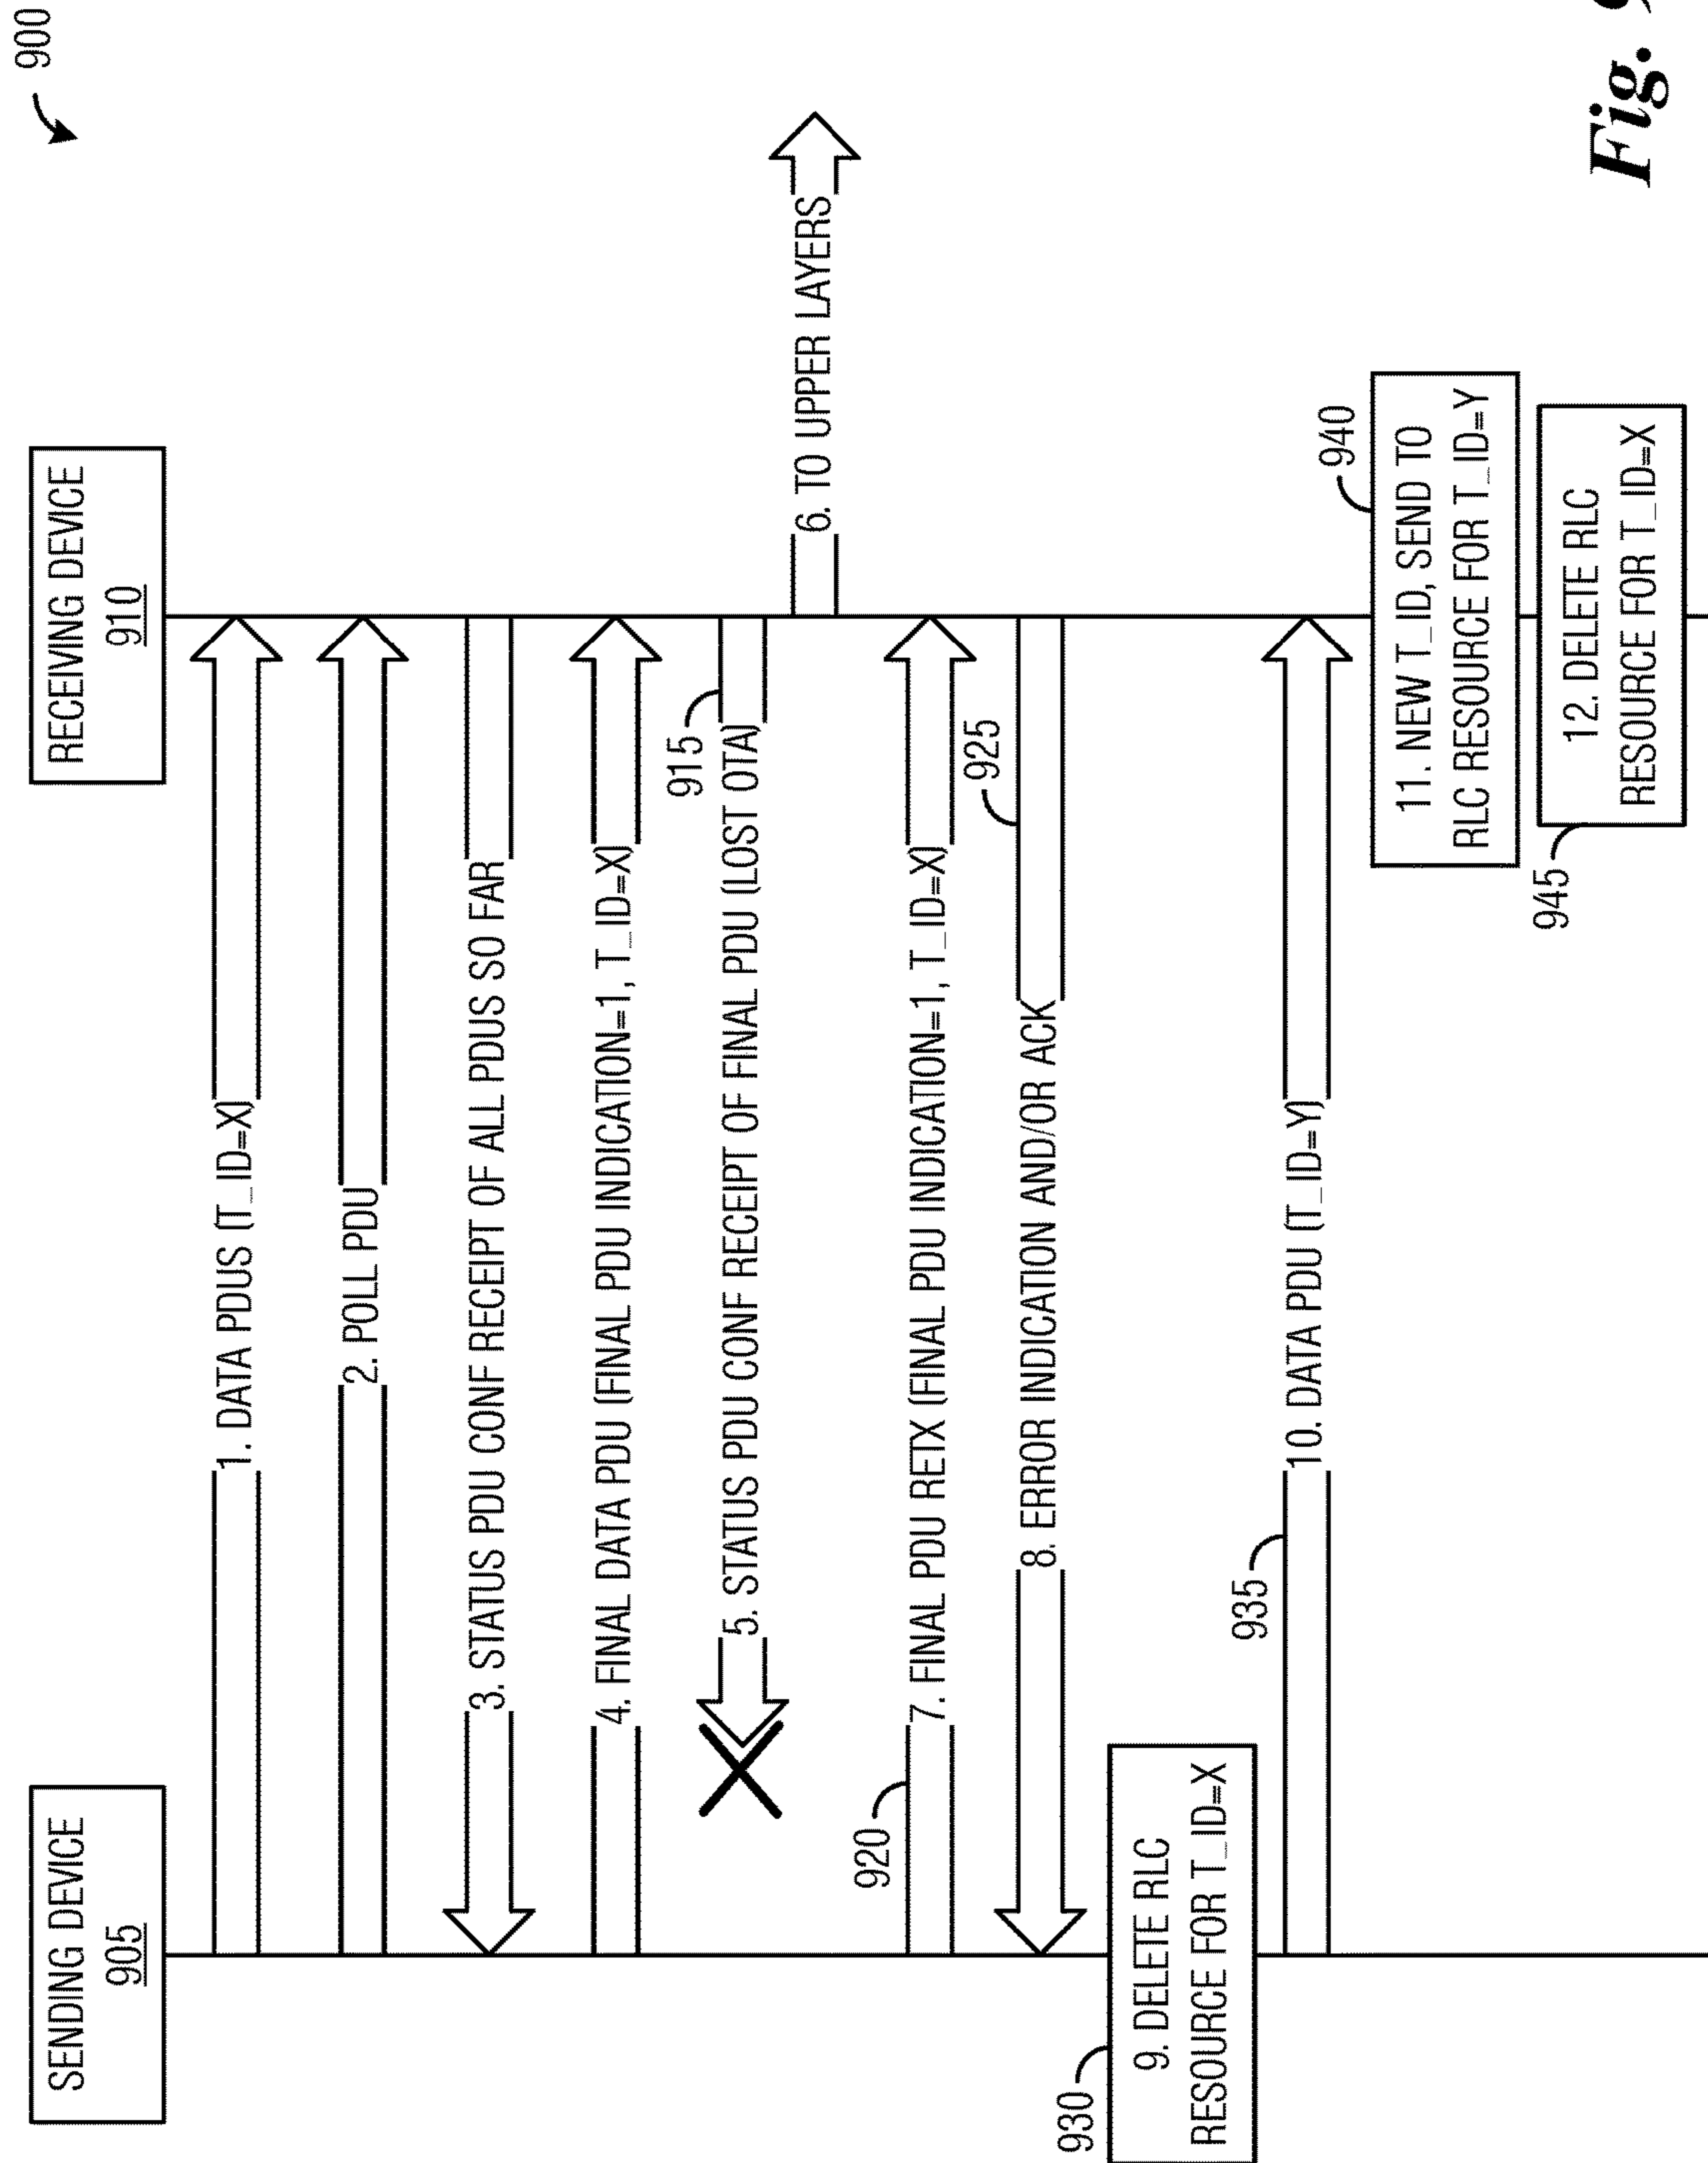 900
SENDING DEVICE
905
RECEIVING DEVICE
910
1. DATA PDUS (T_ID=X)
2. POLL PDU
3. STATUS PDU CONF RECEIPT OF ALL PDUS SO FAR
4. FINAL DATA PDU (FINAL PDU INDICATION=1, T_ID=X)
915
5. STATUS PDU CONF RECEIPT OF FINAL PDU (LOST OTA)
6. TO UPPER LAYERS
920
7. FINAL PDU RETX (FINAL PDU INDICATION=1, T_ID=X)
925
8. ERROR INDICATION AND/OR ACK
930
9. DELETE RLC
RESOURCE FOR T_ID=X
935
10. DATA PDU (T_ID=Y)
940
11. NEW T_ID, SEND TO
RLC RESOURCE FOR T_ID=Y
945
12. DELETE RLC
RESOURCE FOR T_ID=X
Fig. 9